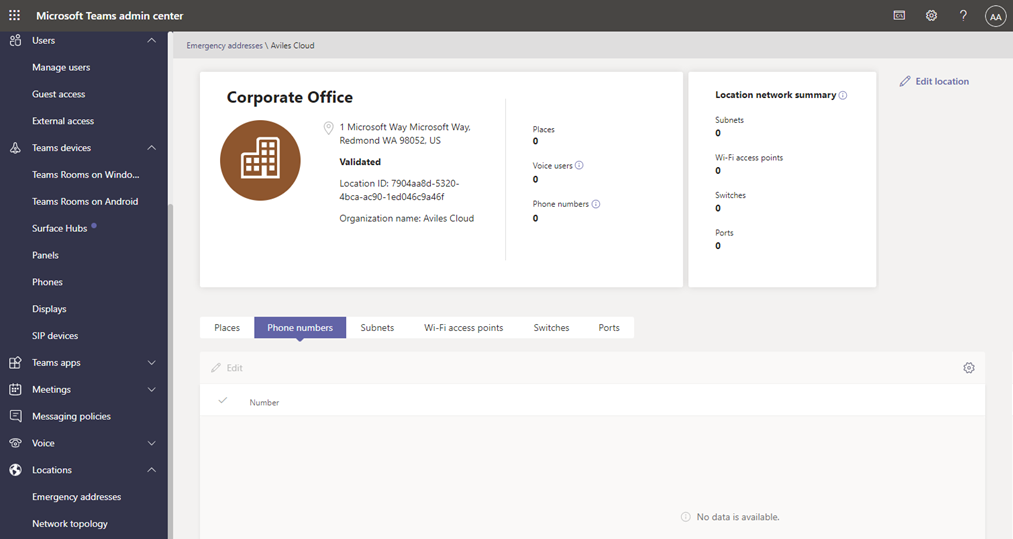 Microsoft Teams admin center
?
AA
Users
Manage users
Guest access
External access
Teams devices
Teams Rooms on Windo...
Teams Rooms on Android
Surface Hubs
Panels
Phones
Displays
SIP devices
Teams apps
Meetings
Messaging policies
Voice
Locations
Emergency addresses
Network topology
Emergency addresses \ Aviles Cloud
Corporate Office
1 Microsoft Way Microsoft Way,
Redmond WA 98052, US
Validated
Location ID: 7904aa8d-5320-
4bca-ac90-1ed046c9a46f
Organization name: Aviles Cloud
Places
0
Voice users
0
Phone numbers
0
Location network summary
Subnets
0
Wi-Fi access points
0
Switches
0
Ports
0
Edit location
Places Phone numbers Subnets Wi-Fi access points Switches Ports
Edit
Number
No data is available.